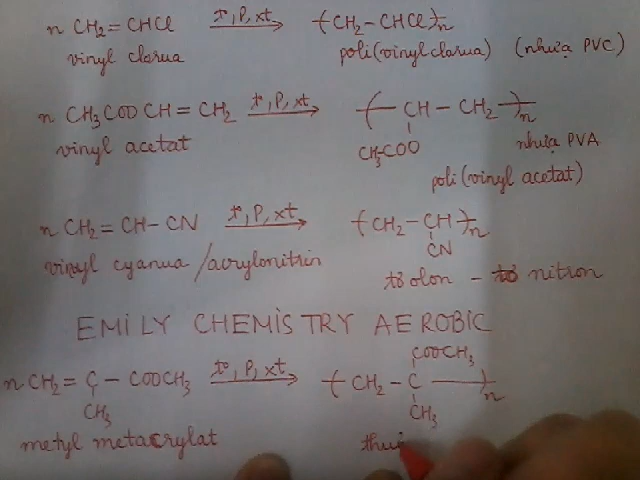 n CH₂=CHCl t°, P, xt (CH₂-CHCl)n
vinyl clorua poli(vinyl clorua) (nhựa PVC)
n CH₃COOCH=CH₂ t°, P, xt (CH-CH₂)n
CH₃COO nhựa PVA
vinyl acetat poli(vinyl acetat)
n CH₂=CH-CN t°, P, xt (CH₂-CH)n
CN
vinyl cyanua/acrylonitrin tơ olon - tơ nitron
EMILY CHEMISTRY AEROBIC
COOCH₃
n CH₂=C-COOCH₃ t°, P, xt (CH₂-C)n
CH₃ CH₃
metyl metacrylat